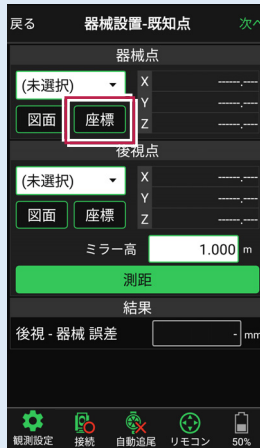 戻る 器械設置-既知点 次へ
器械点
(未選択) X -----.----
Y -----.----
図面 座標 Z -----.----
後視点
(未選択) X -----.----
Y -----.----
図面 座標 Z -----.----
ミラー高 1.000 m
測距
結果
後視 - 器械 誤差 - mm
観測設定 接続 自動追尾 リモコン 50%